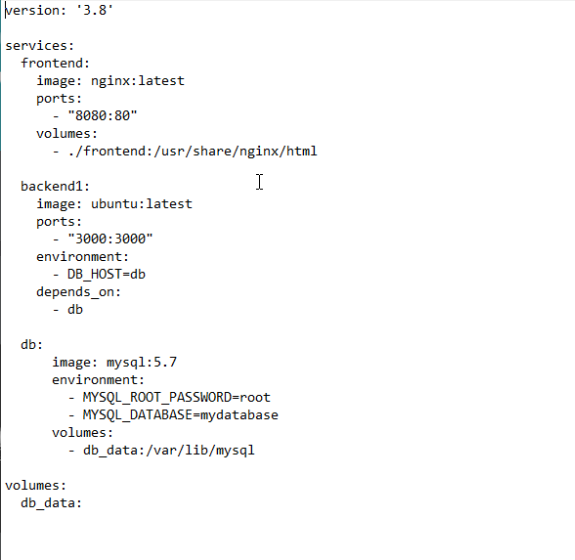 version: '3.8'

services:
  frontend:
    image: nginx:latest
    ports:
      - "8080:80"
    volumes:
      - ./frontend:/usr/share/nginx/html

  backend1:
    image: ubuntu:latest
    ports:
      - "3000:3000"
    environment:
      - DB_HOST=db
    depends_on:
      - db

  db:
      image: mysql:5.7
      environment:
        - MYSQL_ROOT_PASSWORD=root
        - MYSQL_DATABASE=mydatabase
      volumes:
        - db_data:/var/lib/mysql

volumes:
  db_data: